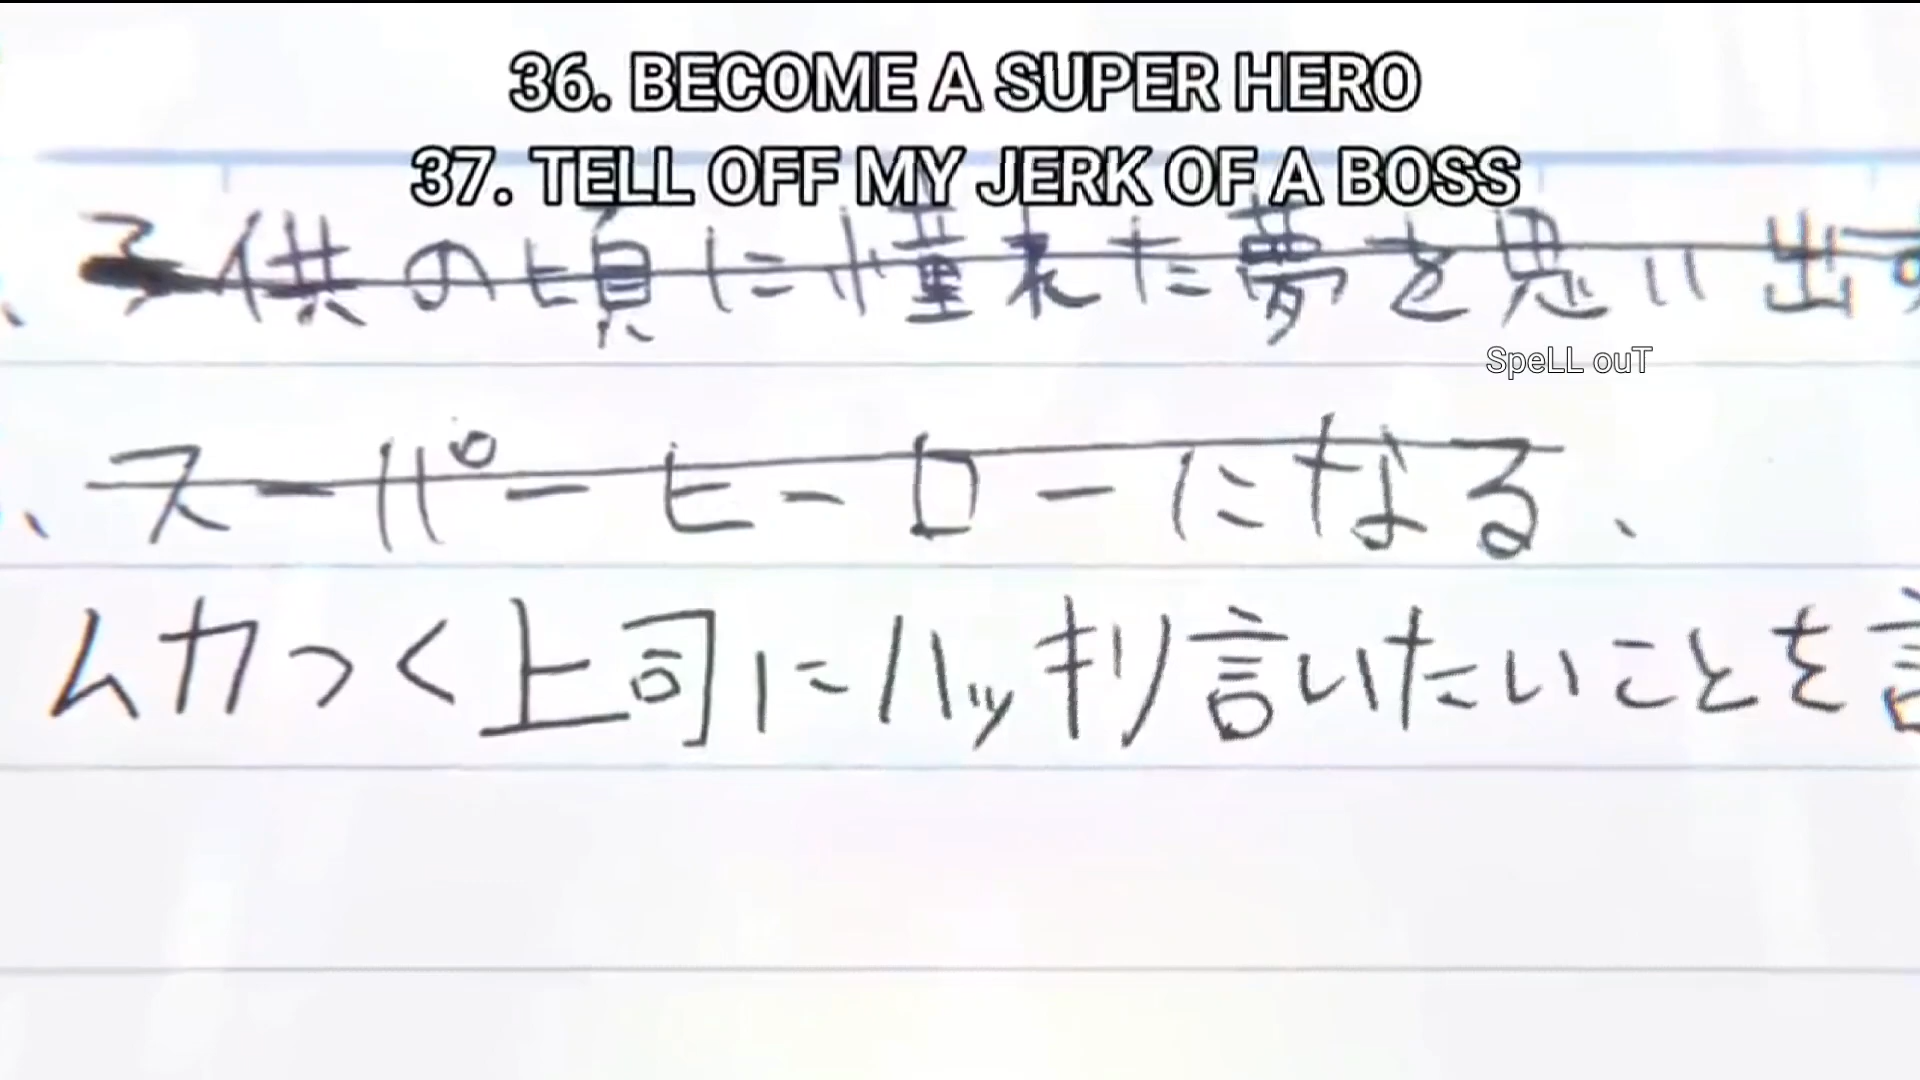 36. BECOME A SUPER HERO
37. TELL OFF MY JERK OF A BOSS
、子供の頃に憧れた夢を思い出す
SpeLL ouT
、スーパーヒーローになる、
ムカつく上司にハッキリ言いたいことを言